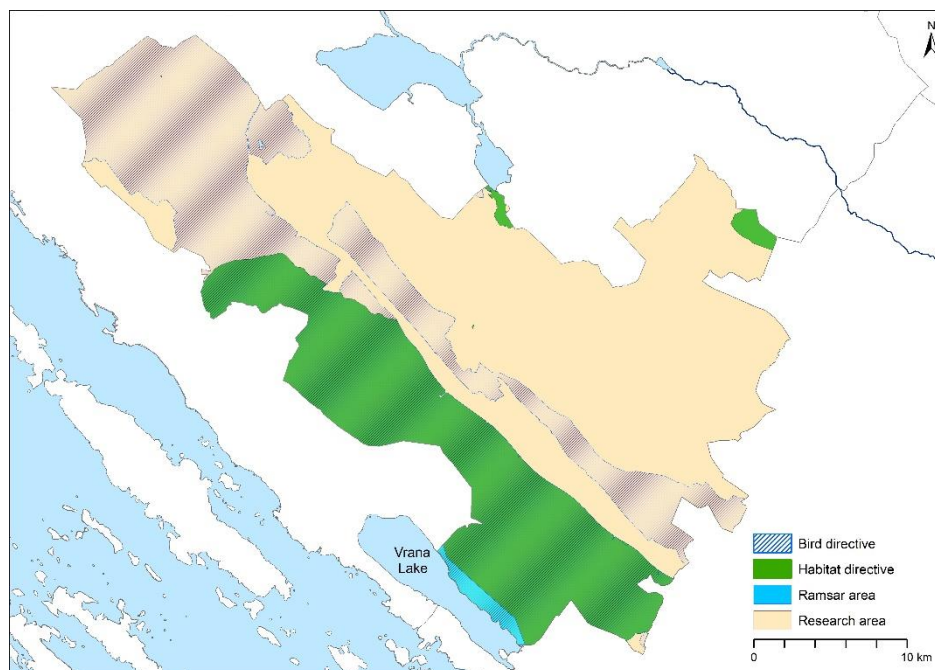 N
Vrana
Lake
Bird directive
Habitat directive
Ramsar area
Research area
0
10 km